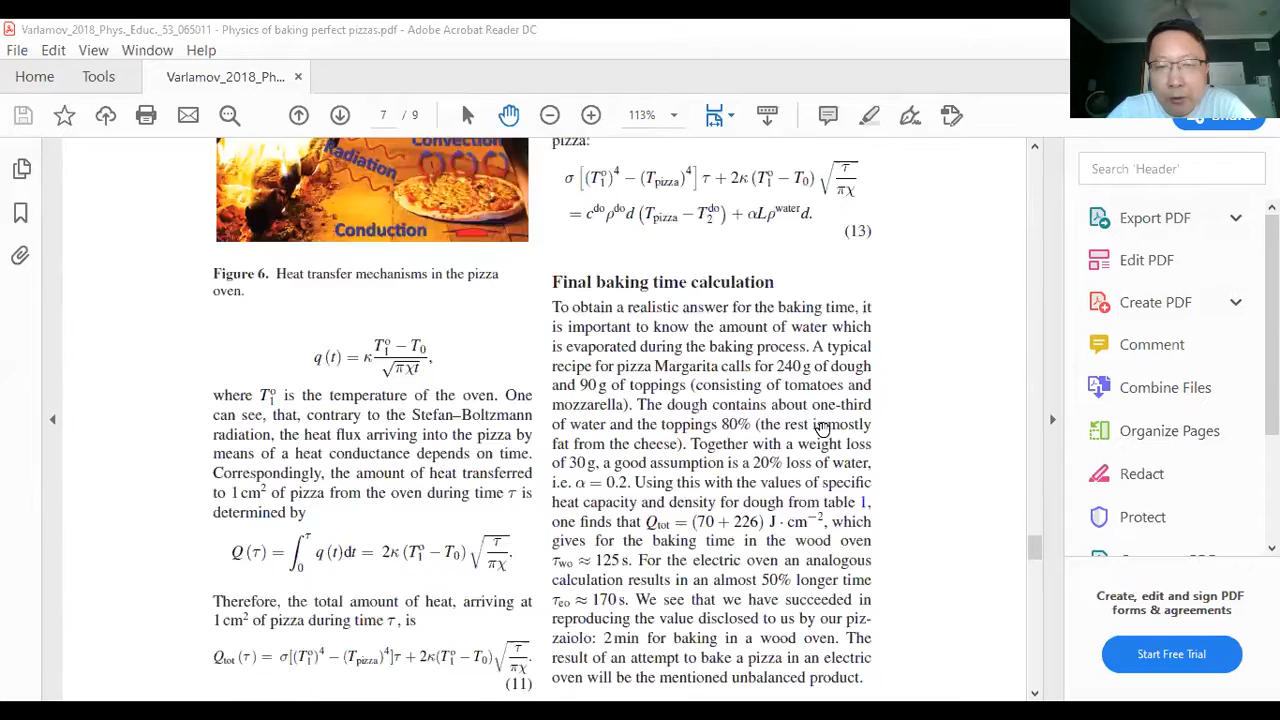 Varlamov_2018_Phys._Educ._53_065011 - Physics of baking perfect pizzas.pdf - Adobe Acrobat Reader DC
File Edit View Window Help
Home Tools Varlamov_2018_Ph... ×
7 / 9 113%
Convection
Radiation
Conduction
Figure 6. Heat transfer mechanisms in the pizza
oven.
q (t) = κ (T₁ᵒ − T₀)/√(πχt),
where T₁ᵒ is the temperature of the oven. One
can see, that, contrary to the Stefan–Boltzmann
radiation, the heat flux arriving into the pizza by
means of a heat conductance depends on time.
Correspondingly, the amount of heat transferred
to 1 cm² of pizza from the oven during time τ is
determined by
Q (τ) = ∫₀^τ q (t) dt = 2κ (T₁ᵒ − T₀) √(τ/πχ).
Therefore, the total amount of heat, arriving at
1 cm² of pizza during time τ, is
Qtot (τ) = σ[(T₁ᵒ)⁴ − (Tpizza)⁴]τ + 2κ(T₁ᵒ − T₀)√(τ/πχ).
(11)
pizza:
σ [(T₁ᵒ)⁴ − (Tpizza)⁴] τ + 2κ (T₁ᵒ − T₀) √(τ/πχ)
= c^do ρ^do d (Tpizza − T₂^do) + αLρ^water d.
(13)
Final baking time calculation
To obtain a realistic answer for the baking time, it
is important to know the amount of water which
is evaporated during the baking process. A typical
recipe for pizza Margarita calls for 240 g of dough
and 90 g of toppings (consisting of tomatoes and
mozzarella). The dough contains about one-third
of water and the toppings 80% (the rest is mostly
fat from the cheese). Together with a weight loss
of 30 g, a good assumption is a 20% loss of water,
i.e. α = 0.2. Using this with the values of specific
heat capacity and density for dough from table 1,
one finds that Qtot = (70 + 226) J · cm⁻², which
gives for the baking time in the wood oven
τwo ≈ 125 s. For the electric oven an analogous
calculation results in an almost 50% longer time
τeo ≈ 170 s. We see that we have succeeded in
reproducing the value disclosed to us by our piz-
zaiolo: 2 min for baking in a wood oven. The
result of an attempt to bake a pizza in an electric
oven will be the mentioned unbalanced product.
Search 'Header'
Export PDF
Edit PDF
Create PDF
Comment
Combine Files
Organize Pages
Redact
Protect
Create, edit and sign PDF
forms & agreements
Start Free Trial